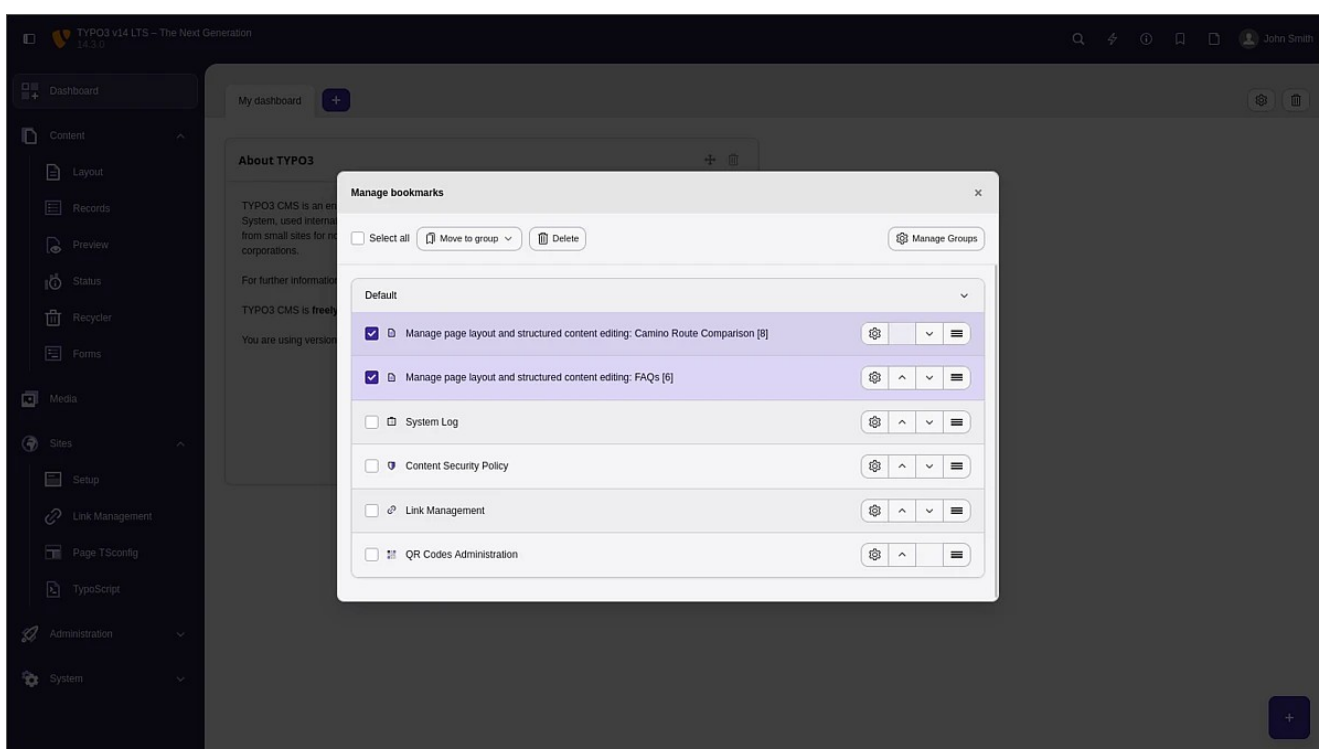 TYPO3 v14 LTS – The Next Generation
14.3.0
John Smith
Dashboard
My dashboard
Content
Layout
Records
Preview
Status
Recycler
Forms
Media
Sites
Setup
Link Management
Page TSconfig
TypoScript
Administration
System
About TYPO3
TYPO3 CMS is an en
System, used interna
from small sites for no
corporations.
For further information
TYPO3 CMS is freely
You are using version
Manage bookmarks
Select all
Move to group
Delete
Manage Groups
Default
Manage page layout and structured content editing: Camino Route Comparison [8]
Manage page layout and structured content editing: FAQs [6]
System Log
Content Security Policy
Link Management
QR Codes Administration